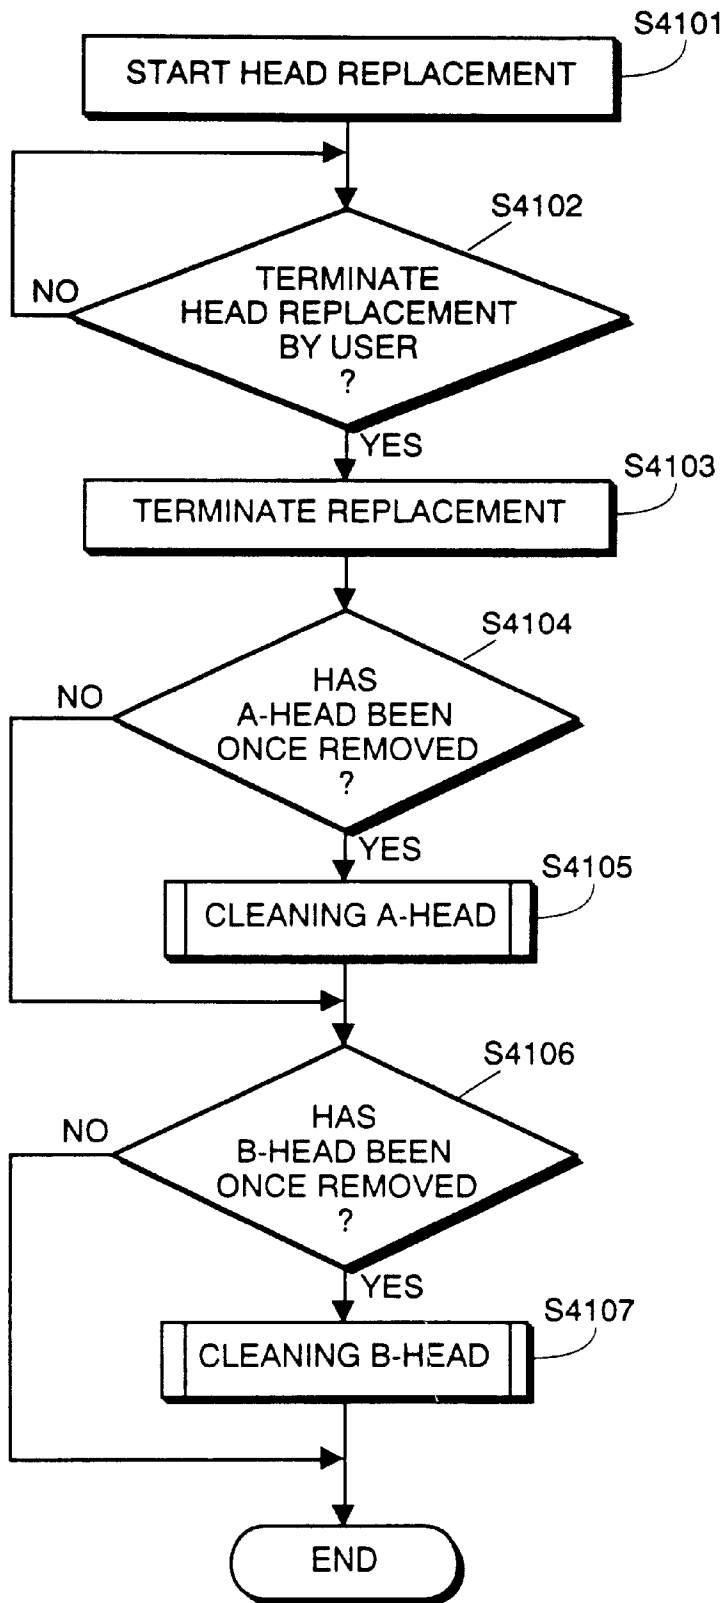 S4101
START HEAD REPLACEMENT
S4102
TERMINATE
HEAD REPLACEMENT
BY USER
?
NO
YES
S4103
TERMINATE REPLACEMENT
S4104
HAS
A-HEAD BEEN
ONCE REMOVED
?
NO
YES
S4105
CLEANING A-HEAD
S4106
HAS
B-HEAD BEEN
ONCE REMOVED
?
NO
YES
S4107
CLEANING B-HEAD
END